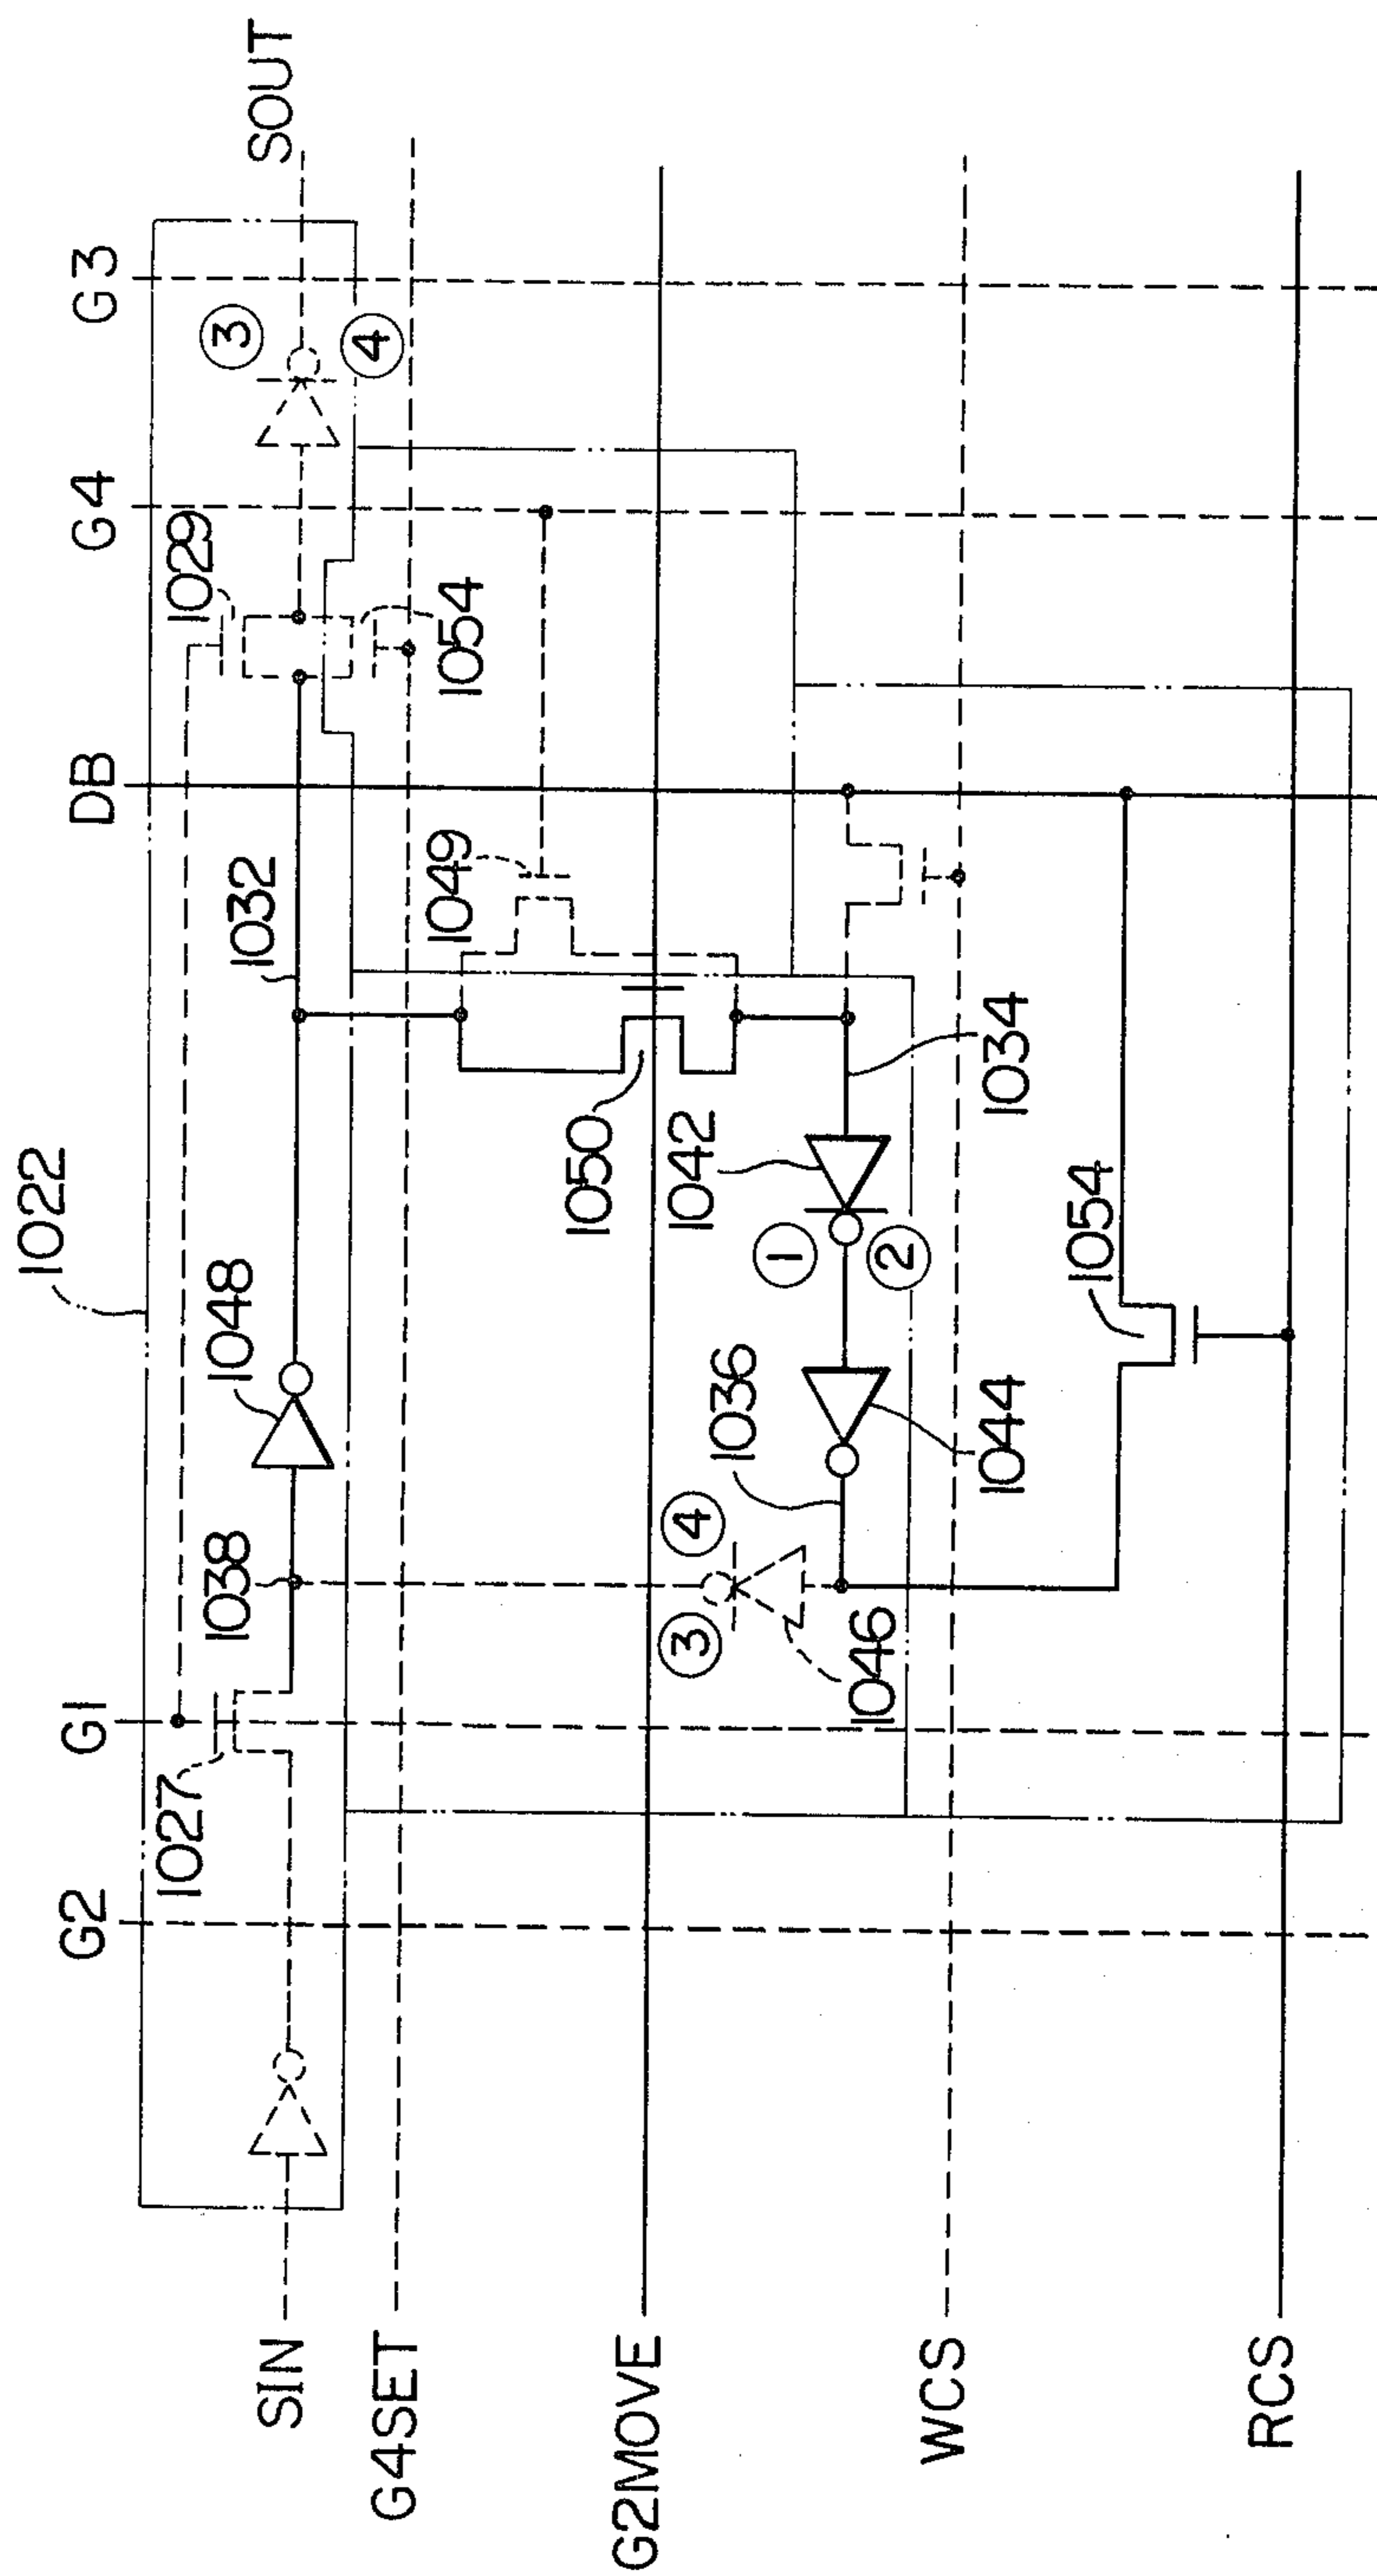 1022
G2
G1
DB
G4
G3
SIN
1027
1038
1048
1032
1029
③
SOUT
G4SET
1054
④
1049
G2MOVE
1050
③
④
1036
1042
①
1046
②
1044
1034
WCS
1054
RCS